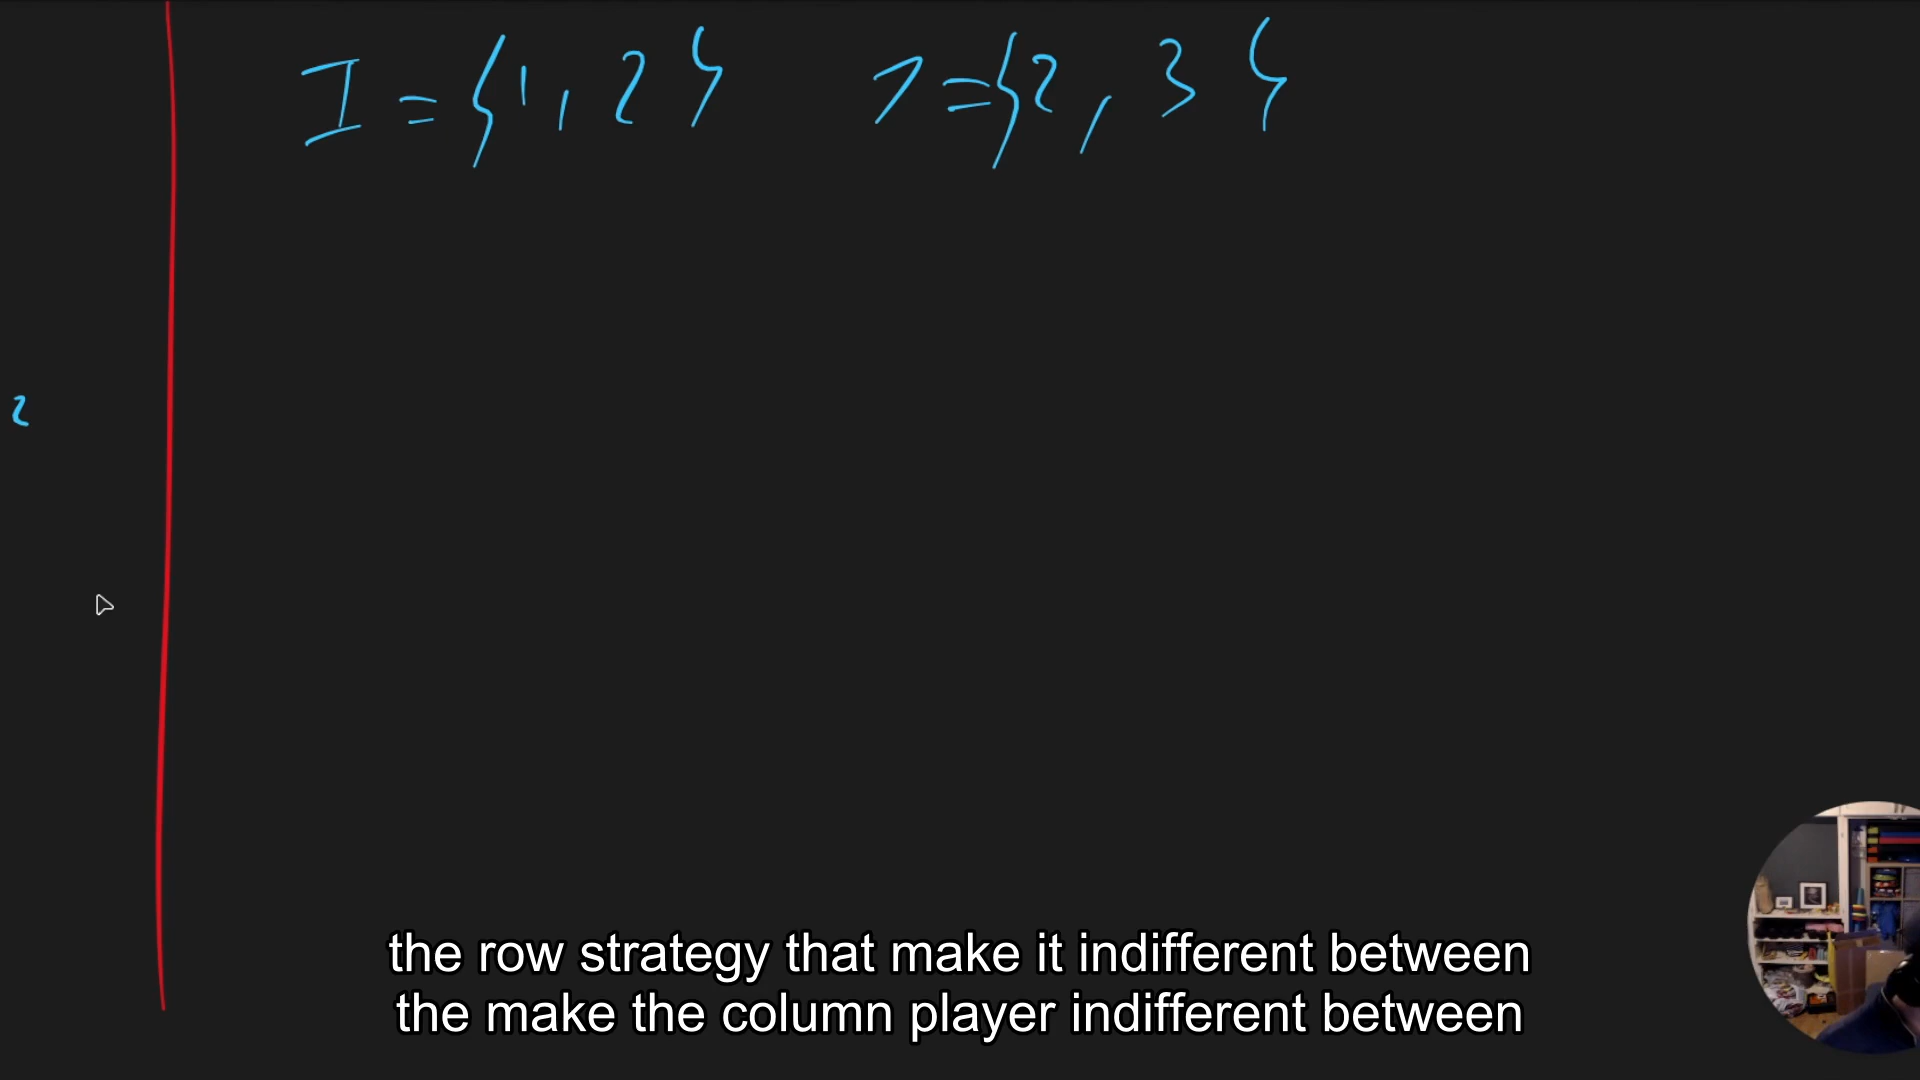 I = {1, 2} J = {2, 3}
2
the row strategy that make it indifferent between
the make the column player indifferent between